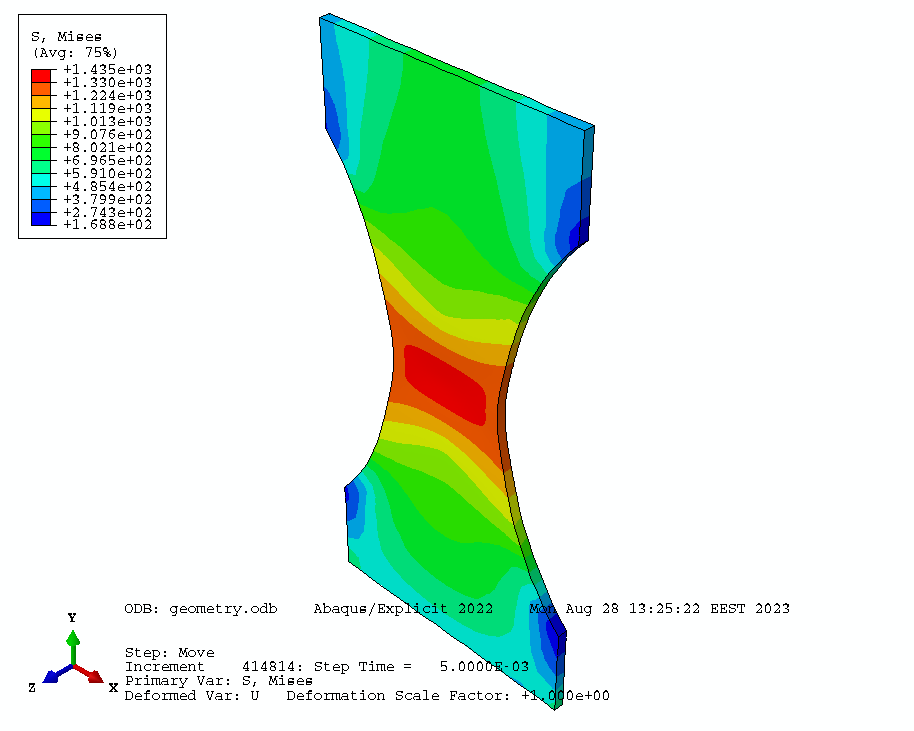 S, Mises
(Avg: 75%)
+1.435e+03
+1.330e+03
+1.224e+03
+1.119e+03
+1.013e+03
+9.076e+02
+8.021e+02
+6.965e+02
+5.910e+02
+4.854e+02
+3.799e+02
+2.743e+02
+1.688e+02
ODB: geometry.odb Abaqus/Explicit 2022 Mon Aug 28 13:25:22 EEST 2023
Y
Z
X
Step: Move
Increment 414814: Step Time = 5.0000E-03
Primary Var: S, Mises
Deformed Var: U Deformation Scale Factor: +1.000e+00